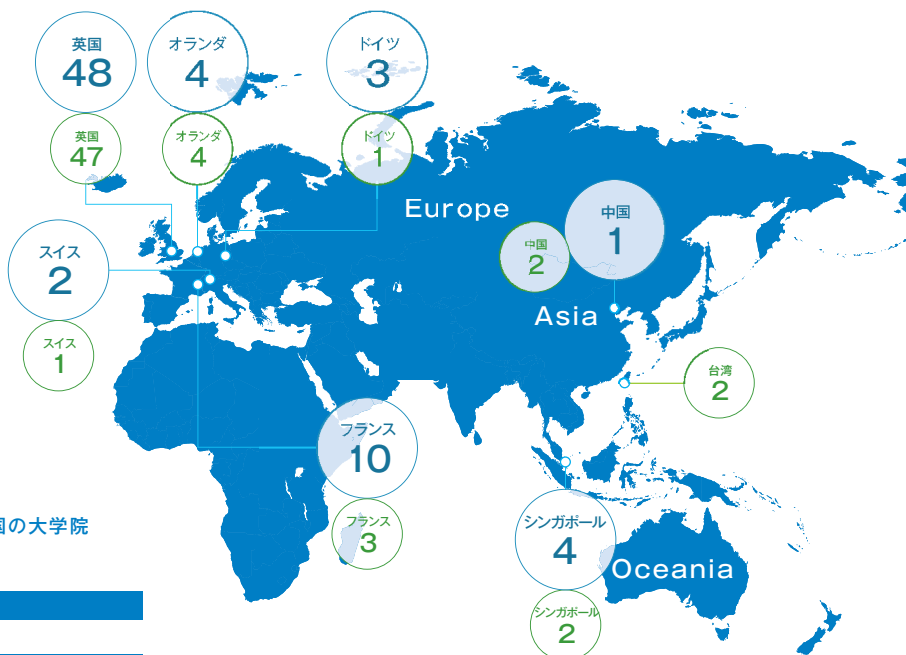 英国
48
オランダ
4
ドイツ
3
英国
47
オランダ
4
ドイツ
1
Europe
中国
1
中国
2
スイス
2
Asia
スイス
1
台湾
2
フランス
10
フランス
3
国の大学院
シンガポール
4
Oceania
シンガポール
2